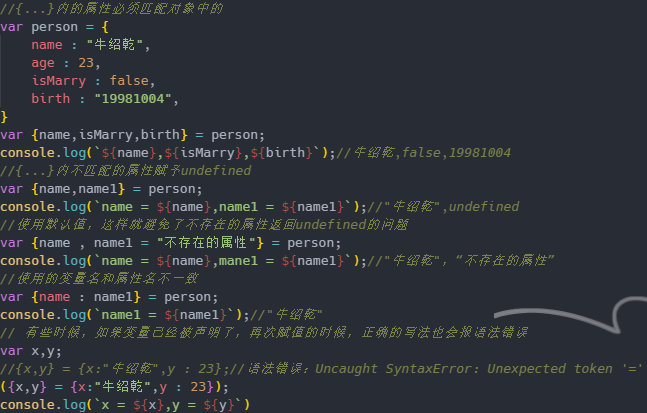 //{...}内的属性必须匹配对象中的
var person = {
    name : "牛绍乾",
    age : 23,
    isMarry : false,
    birth : "19981004",
}
var {name,isMarry,birth} = person;
console.log(`${name},${isMarry},${birth}`);//牛绍乾,false,19981004
//{...}内不匹配的属性赋予undefined
var {name,name1} = person;
console.log(`name = ${name},name1 = ${name1}`);//"牛绍乾",undefined
//使用默认值，这样就避免了不存在的属性返回undefined的问题
var {name , name1 = "不存在的属性"} = person;
console.log(`name = ${name},mane1 = ${name1}`);//"牛绍乾"，“不存在的属性”
//使用的变量名和属性名不一致
var {name : name1} = person;
console.log(`name1 = ${name1}`);//"牛绍乾"
// 有些时候，如果变量已经被声明了，再次赋值的时候，正确的写法也会报语法错误
var x,y;
//{x,y} = {x:"牛绍乾",y : 23};//语法错误：Uncaught SyntaxError: Unexpected token '='
({x,y} = {x:"牛绍乾",y : 23});
console.log(`x = ${x},y = ${y}`)